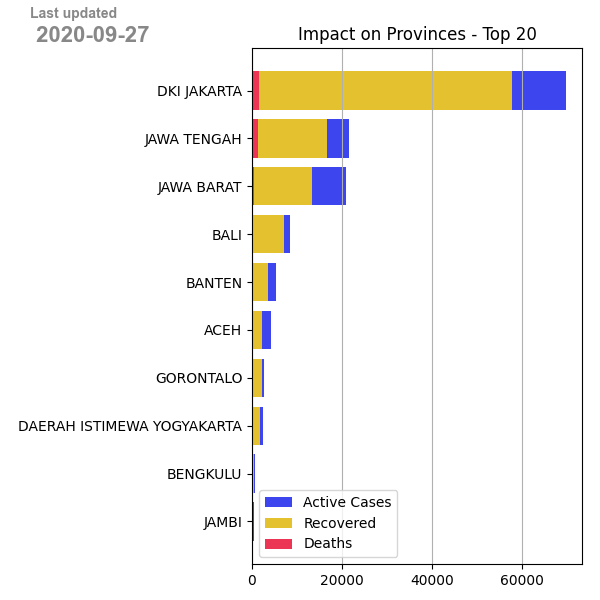 Last updated
2020-09-27
Impact on Provinces - Top 20
DKI JAKARTA
JAWA TENGAH
JAWA BARAT
BALI
BANTEN
ACEH
GORONTALO
DAERAH ISTIMEWA YOGYAKARTA
BENGKULU
JAMBI
Active Cases
Recovered
Deaths
0 20000 40000 60000